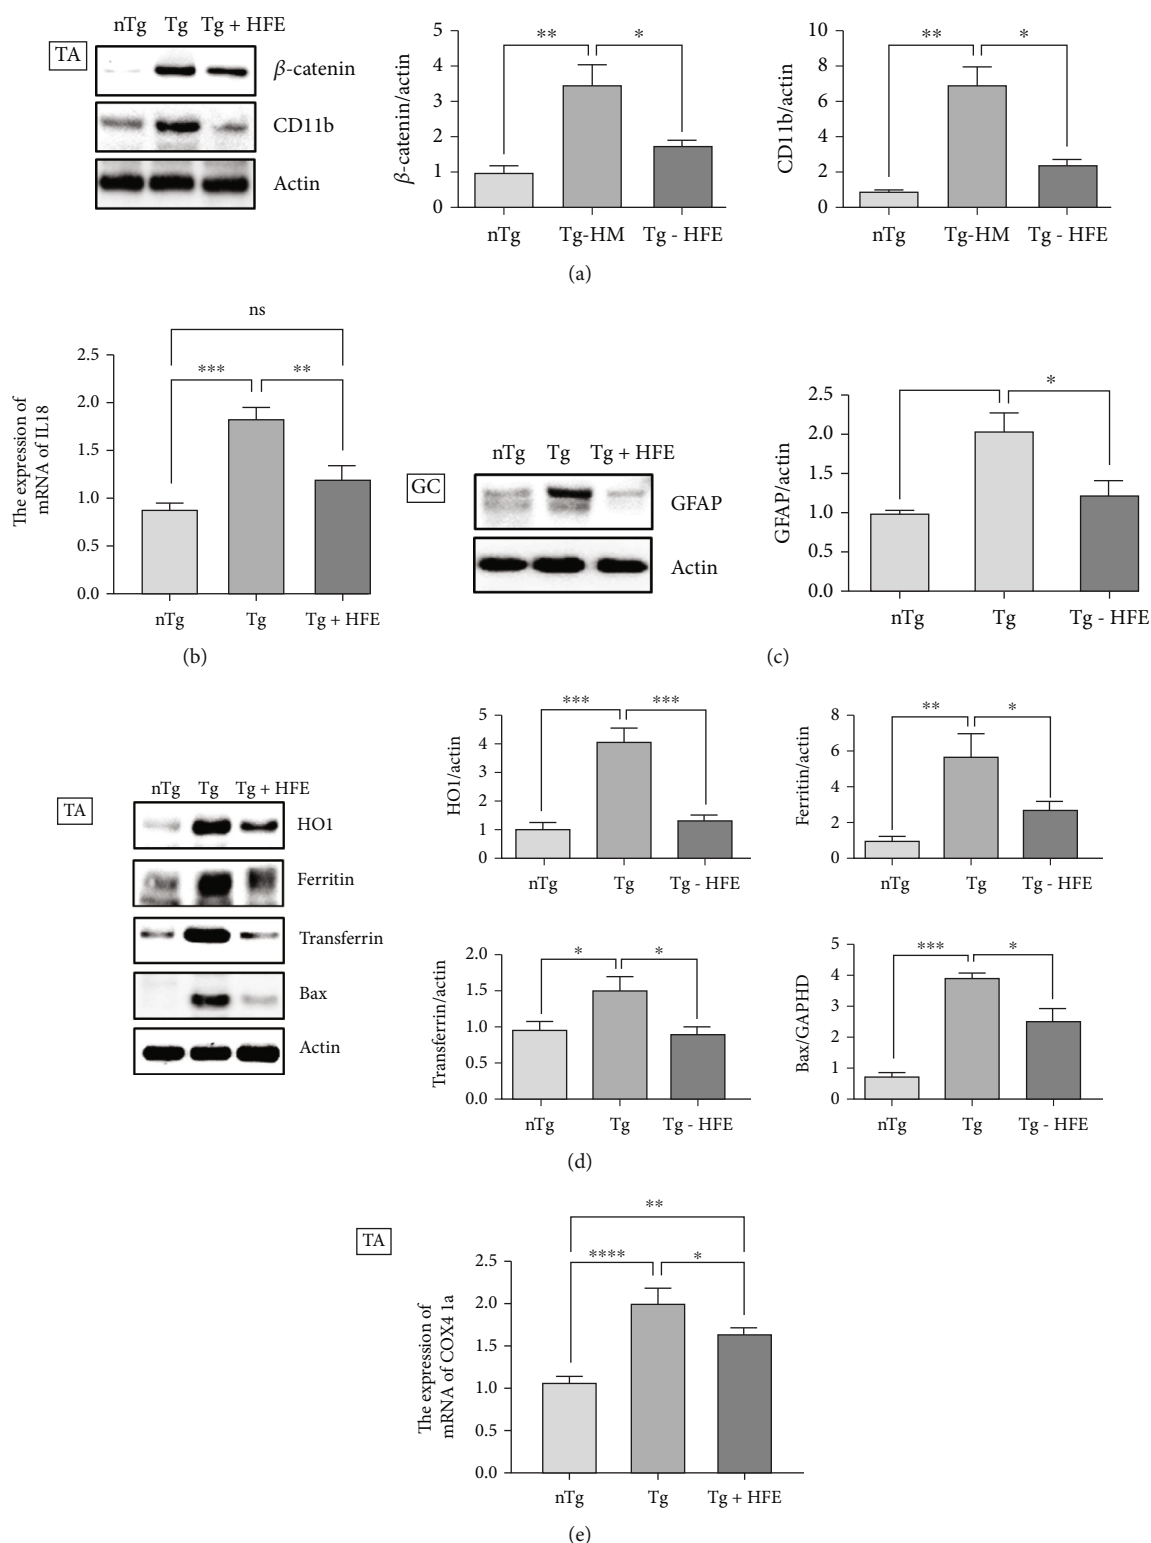 nTg Tg Tg + HFE
TA
β-catenin
CD11b
Actin
β-catenin/actin
5
4
3
2
1
0
** *
nTg Tg-HM Tg - HFE
CD11b/actin
10
8
6
4
2
0
** *
nTg Tg-HM Tg - HFE
(a)
The expression of
mRNA of IL18
2.5
2.0
1.5
1.0
0.5
0.0
ns
*** **
nTg Tg Tg + HFE
(b)
GC
nTg Tg Tg + HFE
GFAP
Actin
GFAP/actin
2.5
2.0
1.5
1.0
0.5
0.0
*
nTg Tg Tg - HFE
(c)
TA
nTg Tg Tg + HFE
HO1
Ferritin
Transferrin
Bax
Actin
HO1/actin
5
4
3
2
1
0
*** ***
nTg Tg Tg - HFE
Ferritin/actin
8
6
4
2
0
** *
nTg Tg Tg - HFE
Transferrin/actin
2.0
1.5
1.0
0.5
0.0
* *
nTg Tg Tg - HFE
Bax/GAPHD
5
4
3
2
1
0
*** *
nTg Tg Tg - HFE
(d)
TA
The expression of
mRNA of COX4 1a
2.5
2.0
1.5
1.0
0.5
0.0
**
**** *
nTg Tg Tg + HFE
(e)